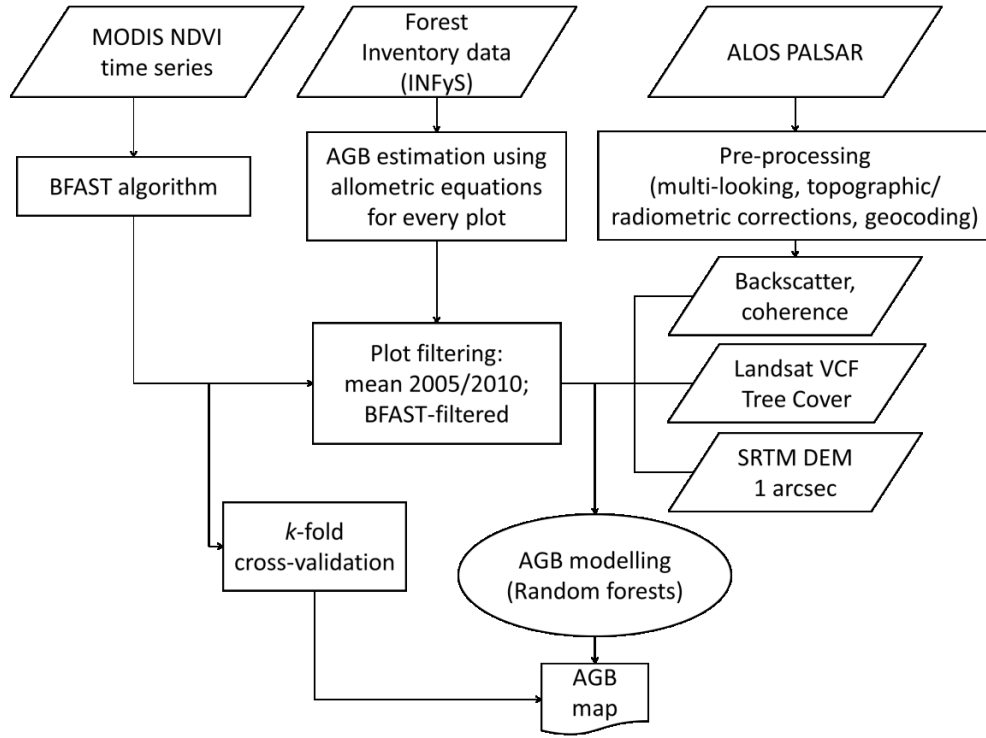 MODIS NDVI
time series
Forest
Inventory data
(INFyS)
ALOS PALSAR
BFAST algorithm
AGB estimation using
allometric equations
for every plot
Pre-processing
(multi-looking, topographic/
radiometric corrections, geocoding)
Backscatter,
coherence
Plot filtering:
mean 2005/2010;
BFAST-filtered
Landsat VCF
Tree Cover
SRTM DEM
1 arcsec
k-fold
cross-validation
AGB modelling
(Random forests)
AGB
map